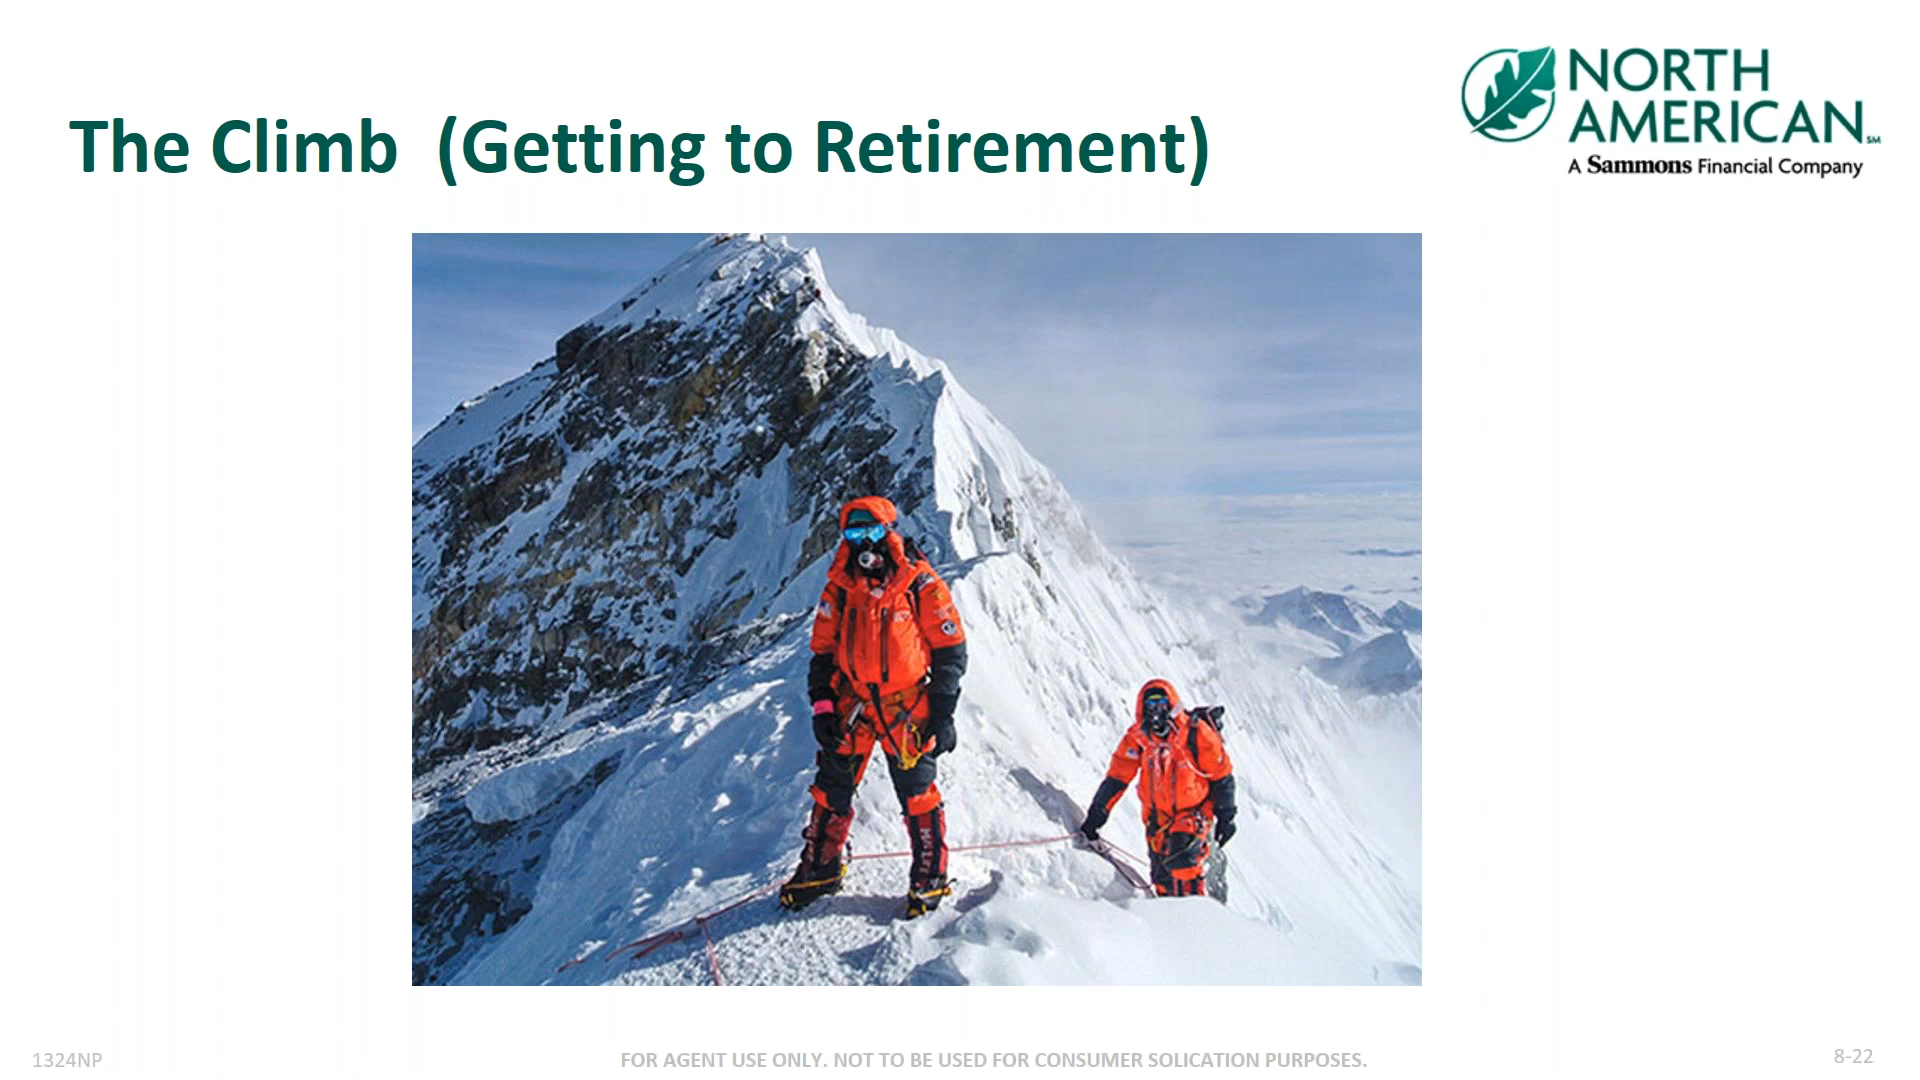 NORTH
AMERICAN℠
A Sammons Financial Company
The Climb (Getting to Retirement)
1324NP
FOR AGENT USE ONLY. NOT TO BE USED FOR CONSUMER SOLICATION PURPOSES.
8-22